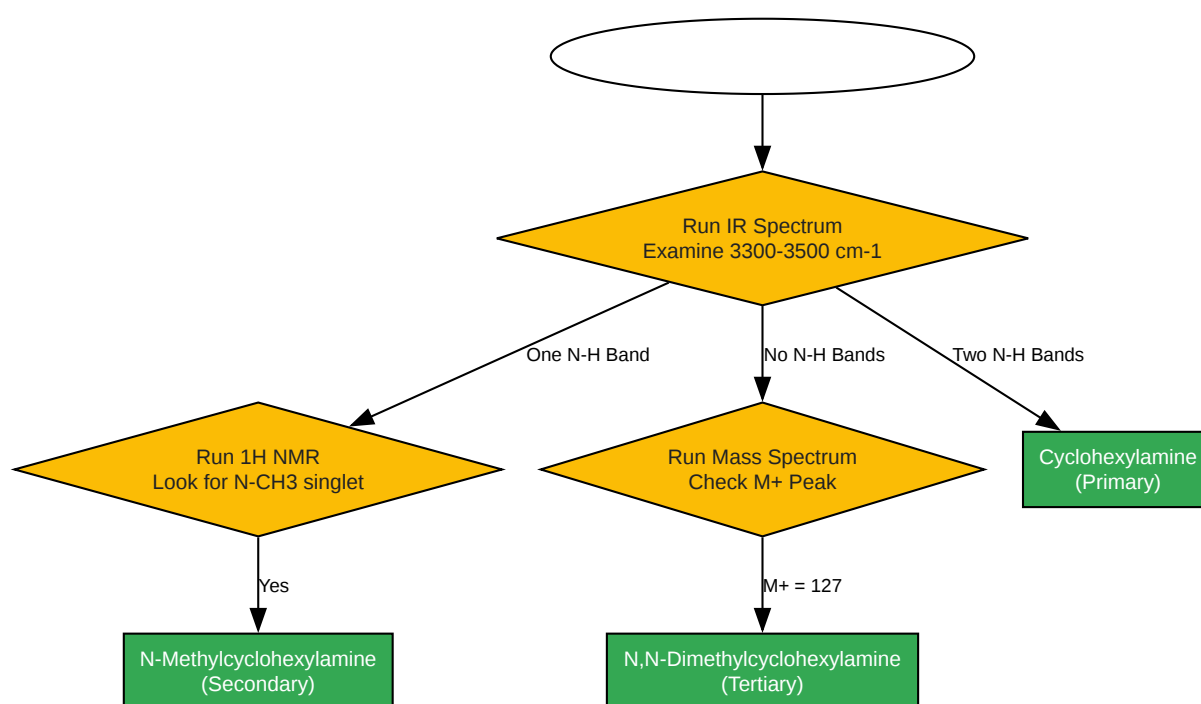 Run IR Spectrum
Examine 3300-3500 cm-1
One N-H Band
No N-H Bands
Two N-H Bands
Run 1H NMR
Look for N-CH3 singlet
Run Mass Spectrum
Check M+ Peak
Cyclohexylamine
(Primary)
Yes
M+ = 127
N-Methylcyclohexylamine
(Secondary)
N,N-Dimethylcyclohexylamine
(Tertiary)